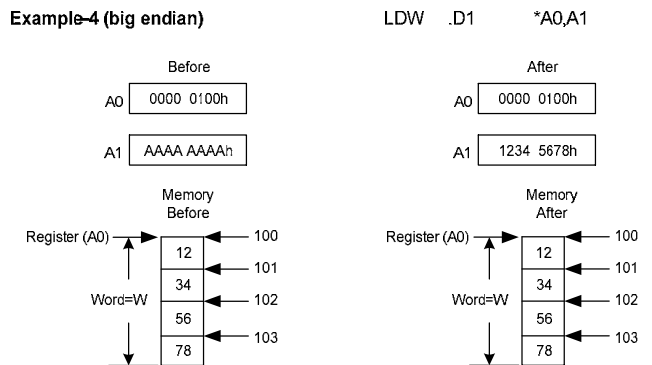 Example-4 (big endian) LDW .D1 *A0,A1
Before After
A0 0000 0100h A0 0000 0100h
A1 AAAA AAAAh A1 1234 5678h
Memory Memory
Before After
Register (A0) 100 Register (A0) 100
12 12
101 101
34 34
Word=W 102 Word=W 102
56 56
103 103
78 78